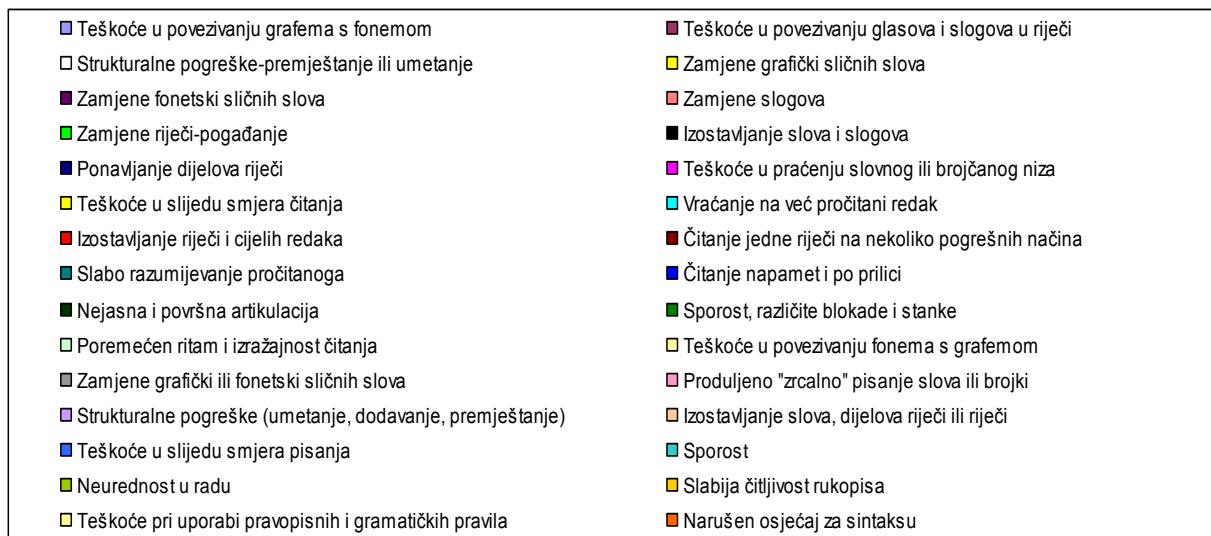 Teškoće u povezivanju grafema s fonemom Teškoće u povezivanju glasova i slogova u riječi
Strukturalne pogreške-premještanje ili umetanje Zamjene grafički sličnih slova
Zamjene fonetski sličnih slova Zamjene slogova
Zamjene riječi-pogađanje Izostavljanje slova i slogova
Ponavljanje dijelova riječi Teškoće u praćenju slovnog ili brojčanog niza
Teškoće u slijedu smjera čitanja Vraćanje na već pročitani redak
Izostavljanje riječi i cijelih redaka Čitanje jedne riječi na nekoliko pogrešnih načina
Slabo razumijevanje pročitanoga Čitanje napamet i po prilici
Nejasna i površna artikulacija Sporost, različite blokade i stanke
Poremećen ritam i izražajnost čitanja Teškoće u povezivanju fonema s grafemom
Zamjene grafički ili fonetski sličnih slova Produljeno "zrcalno" pisanje slova ili brojki
Strukturalne pogreške (umetanje, dodavanje, premještanje) Izostavljanje slova, dijelova riječi ili riječi
Teškoće u slijedu smjera pisanja Sporost
Neurednost u radu Slabija čitljivost rukopisa
Teškoće pri uporabi pravopisnih i gramatičkih pravila Narušen osjećaj za sintaksu